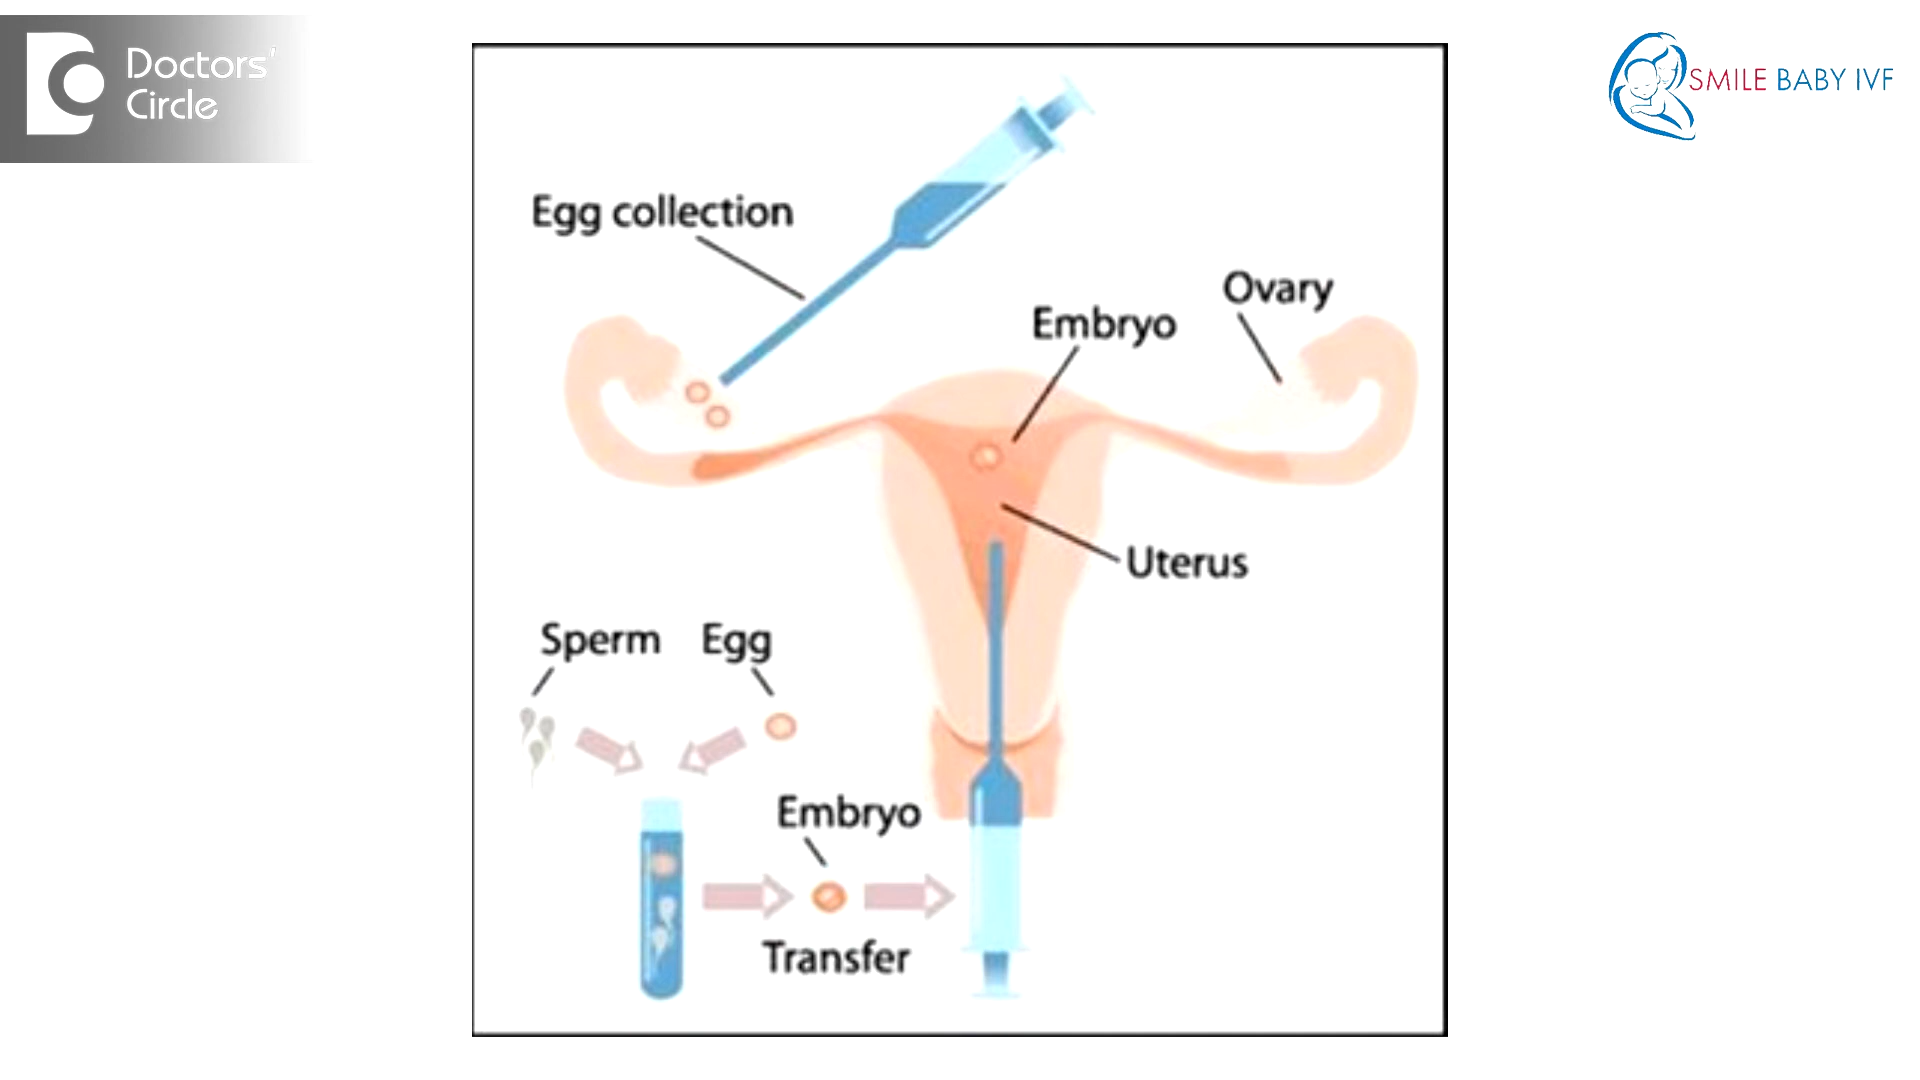 Doctors'
Circle
SMILE BABY IVF
Egg collection
Ovary
Embryo
Uterus
Sperm Egg
Embryo
Transfer